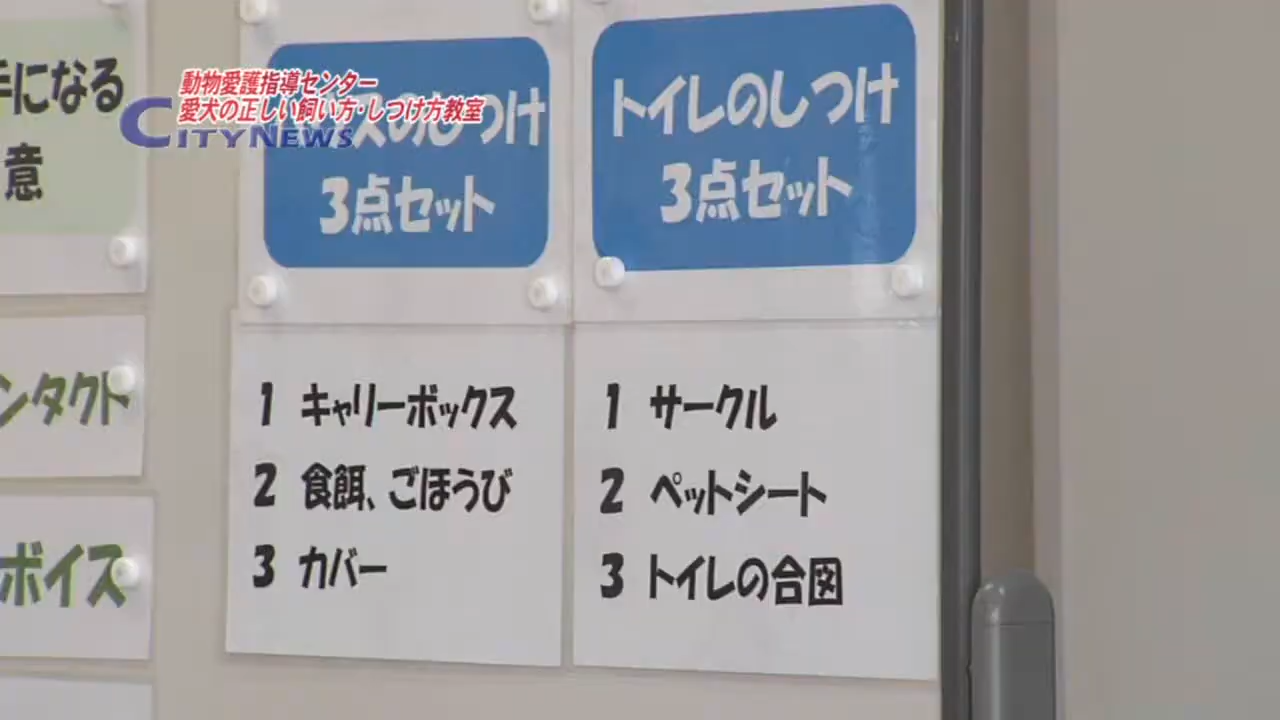 動物愛護指導センター
愛犬の正しい飼い方・しつけ方教室
CITYNEWS
手になる
意
ンタクト
ボイス
スのしつけ
3点セット
1 キャリーボックス
2 食餌、ごほうび
3 カバー
トイレのしつけ
3点セット
1 サークル
2 ペットシート
3 トイレの合図